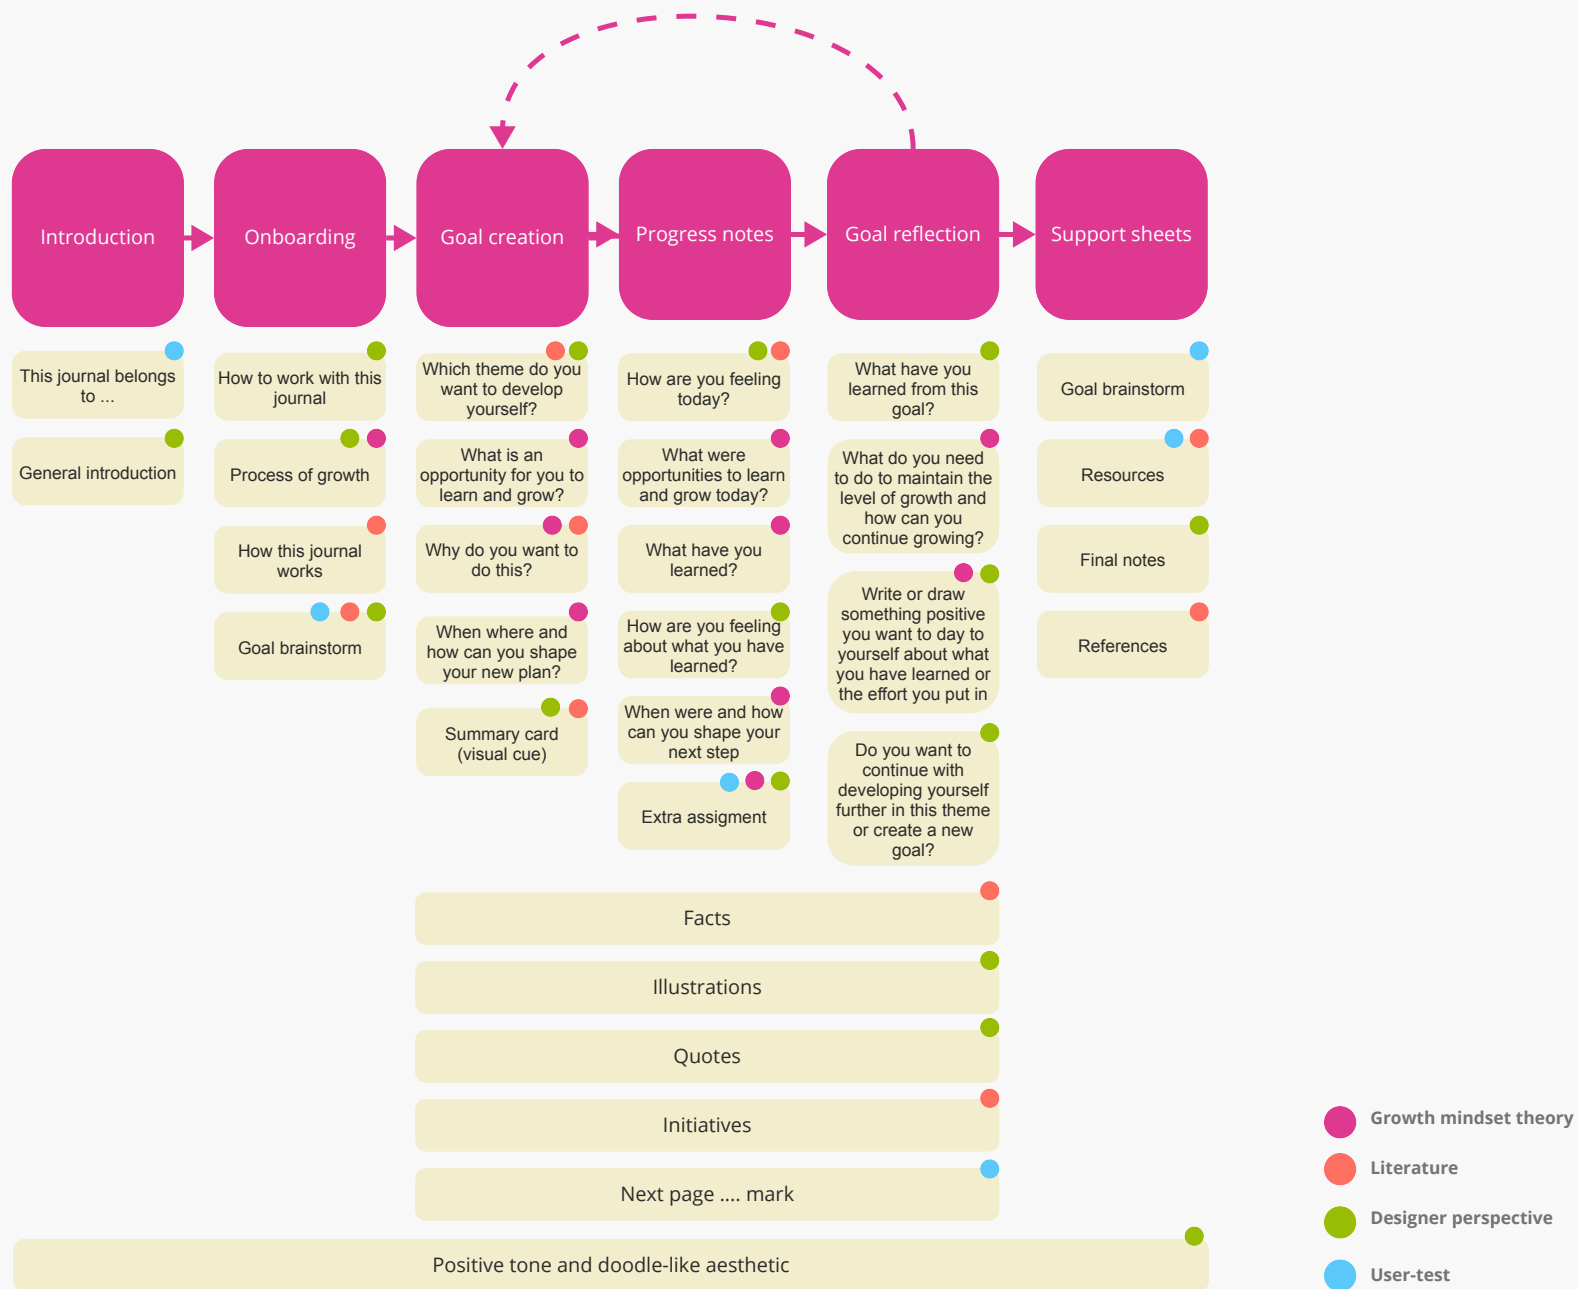 Introduction
Onboarding
Goal creation
Progress notes
Goal reflection
Support sheets
This journal belongs
to ...
General introduction
How to work with this
journal
Process of growth
How this journal
works
Goal brainstorm
Which theme do you
want to develop
yourself?
What is an
opportunity for you to
learn and grow?
Why do you want to
do this?
When where and
how can you shape
your new plan?
Summary card
(visual cue)
How are you feeling
today?
What were
opportunities to learn
and grow today?
What have you
learned?
How are you feeling
about what you have
learned?
When were and how
can you shape your
next step
Extra assigment
What have you
learned from this
goal?
What do you need
to do to maintain the
level of growth and
how can you
continue growing?
Write or draw
something positive
you want to day to
yourself about what
you have learned or
the effort you put in
Do you want to
continue with
developing yourself
further in this theme
or create a new
goal?
Goal brainstorm
Resources
Final notes
References
Facts
Illustrations
Quotes
Initiatives
Next page .... mark
Positive tone and doodle-like aesthetic
Growth mindset theory
Literature
Designer perspective
User-test